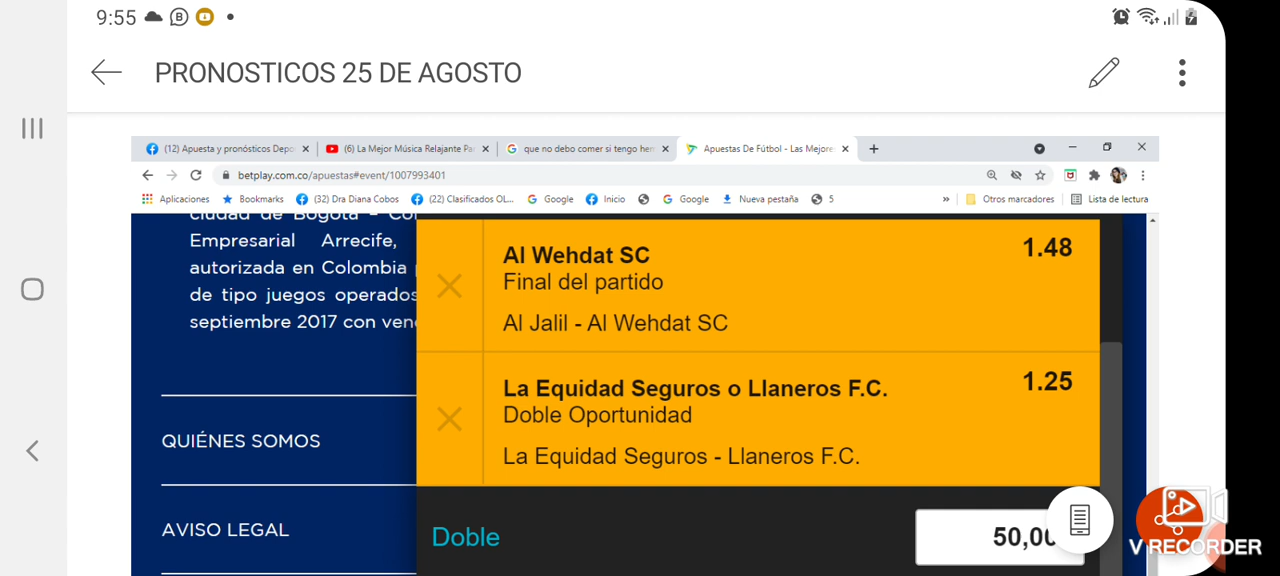 9:55
PRONOSTICOS 25 DE AGOSTO
(12) Apuesta y pronósticos Depo
(6) La Mejor Música Relajante Pa
que no debo comer si tengo hem
Apuestas De Fútbol - Las Mejore
betplay.com.co/apuestas#event/1007993401
Aplicaciones
Bookmarks
(32) Dra Diana Cobos
(22) Clasificados OL...
Google
Inicio
Google
Nueva pestaña
5
»
Otros marcadores
Lista de lectura
ciudad de Bogotá – Co
Empresarial Arrecife,
autorizada en Colombia p
de tipo juegos operados
septiembre 2017 con ven
QUIÉNES SOMOS
AVISO LEGAL
Al Wehdat SC 1.48
Final del partido
Al Jalil - Al Wehdat SC
La Equidad Seguros o Llaneros F.C. 1.25
Doble Oportunidad
La Equidad Seguros - Llaneros F.C.
Doble 50,00
V RECORDER